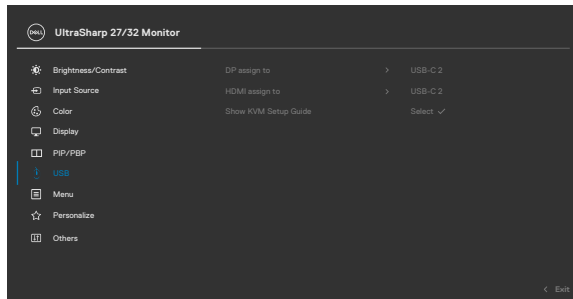 DELL UltraSharp 27/32 Monitor
Brightness/Contrast DP assign to > USB-C 2
Input Source HDMI assign to > USB-C 2
Color Show KVM Setup Guide Select ✓
Display
PIP/PBP
USB
Menu
Personalize
Others
< Exit